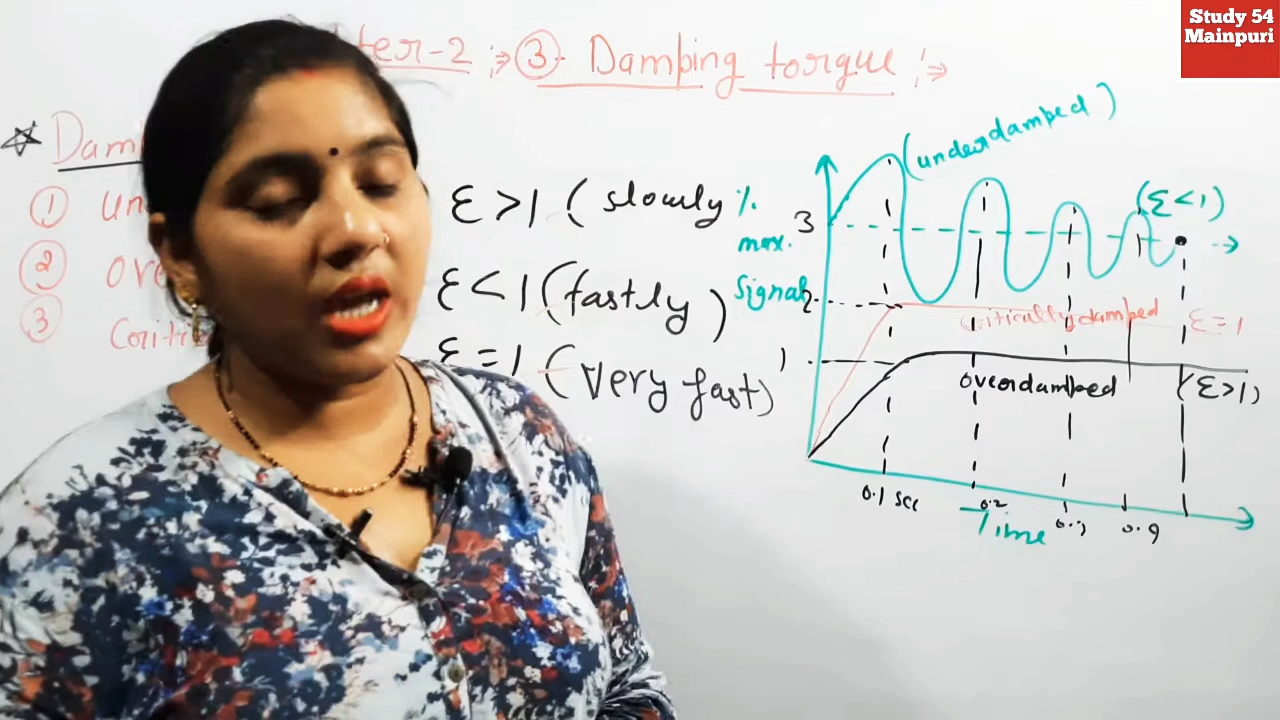 Study 54
Mainpuri
ter-2 ;⇒ ③. Damping torque ;⇒
☆ Dam
① un
② ove
③ Criti
ε>1 ( slowly
ε<1 (fastly )
ε=1 (Very fast)
%
max.
Signal
3
2
1
(underdamped)
(ε<1)
critically damped
ε=1
overdamped
(ε>1)
0.1 sec
0.2
Time